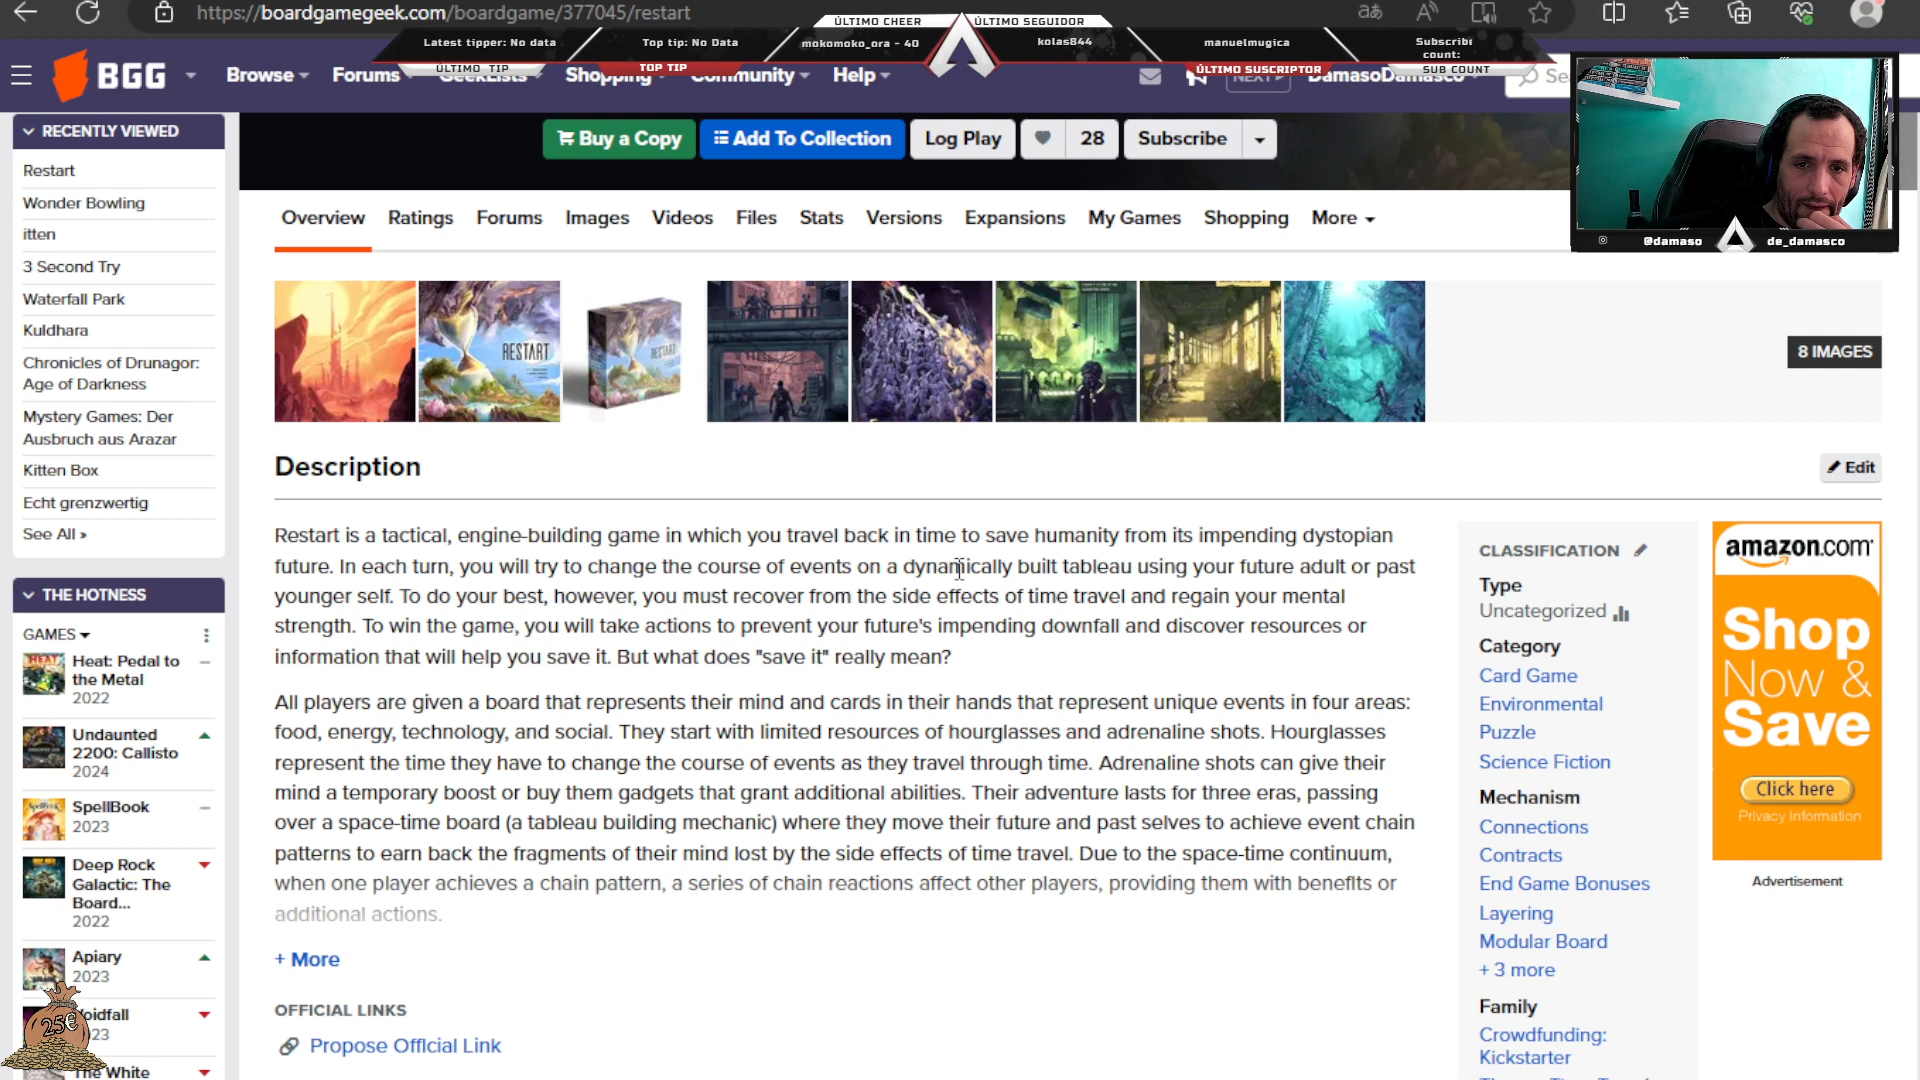 https://boardgamegeek.com/boardgame/377045/restart
ÚLTIMO CHEER
ÚLTIMO SEGUIDOR
Latest tipper: No data
Top tip: No Data
mokomoko_ora - 40
kolas844
manuelmugica
Subscribe
count:
ÚLTIMO TIP
TOP TIP
ÚLTIMO SUSCRIPTOR
SUB COUNT
BGG
Browse
Forums
GeekLists
Shopping
Community
Help
DamasoDamasco
Se
RECENTLY VIEWED
Restart
Wonder Bowling
itten
3 Second Try
Waterfall Park
Kuldhara
Chronicles of Drunagor:
Age of Darkness
Mystery Games: Der
Ausbruch aus Arazar
Kitten Box
Echt grenzwertig
See All »
THE HOTNESS
GAMES
Heat: Pedal to
the Metal
2022
Undaunted
2200: Callisto
2024
SpellBook
2023
Deep Rock
Galactic: The
Board...
2022
Apiary
2023
oidfall
23
The White
25€
Buy a Copy
Add To Collection
Log Play
28
Subscribe
@damaso
de_damasco
Overview
Ratings
Forums
Images
Videos
Files
Stats
Versions
Expansions
My Games
Shopping
More
RESTART
RESTART
8 IMAGES
Description
Edit
Restart is a tactical, engine-building game in which you travel back in time to save humanity from its impending dystopian
future. In each turn, you will try to change the course of events on a dynamically built tableau using your future adult or past
younger self. To do your best, however, you must recover from the side effects of time travel and regain your mental
strength. To win the game, you will take actions to prevent your future's impending downfall and discover resources or
information that will help you save it. But what does "save it" really mean?
All players are given a board that represents their mind and cards in their hands that represent unique events in four areas:
food, energy, technology, and social. They start with limited resources of hourglasses and adrenaline shots. Hourglasses
represent the time they have to change the course of events as they travel through time. Adrenaline shots can give their
mind a temporary boost or buy them gadgets that grant additional abilities. Their adventure lasts for three eras, passing
over a space-time board (a tableau building mechanic) where they move their future and past selves to achieve event chain
patterns to earn back the fragments of their mind lost by the side effects of time travel. Due to the space-time continuum,
when one player achieves a chain pattern, a series of chain reactions affect other players, providing them with benefits or
additional actions.
+ More
OFFICIAL LINKS
Propose Official Link
CLASSIFICATION
Type
Uncategorized
Category
Card Game
Environmental
Puzzle
Science Fiction
Mechanism
Connections
Contracts
End Game Bonuses
Layering
Modular Board
+ 3 more
Family
Crowdfunding:
Kickstarter
amazon.com
Shop
Now &
Save
Click here
Privacy Information
Advertisement